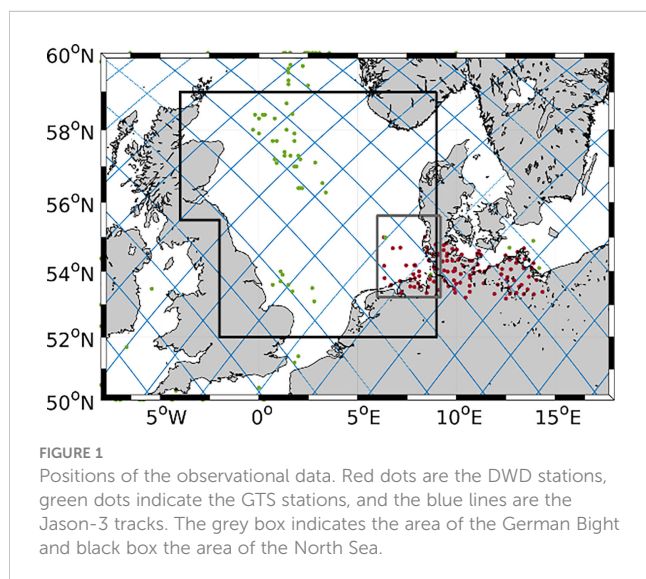 60°N
58°N
56°N
54°N
52°N
50°N
5°W 0° 5°E 10°E 15°E
FIGURE 1
Positions of the observational data. Red dots are the DWD stations,
green dots indicate the GTS stations, and the blue lines are the
Jason-3 tracks. The grey box indicates the area of the German Bight
and black box the area of the North Sea.